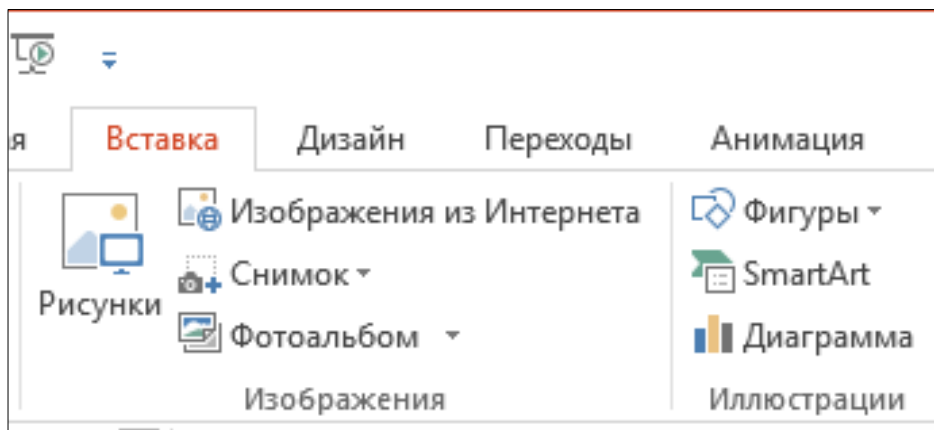 я Вставка Дизайн Переходы Анимация
Изображения из Интернета Фигуры
Снимок SmartArt
Рисунки
Фотоальбом Диаграмма
Изображения Иллюстрации